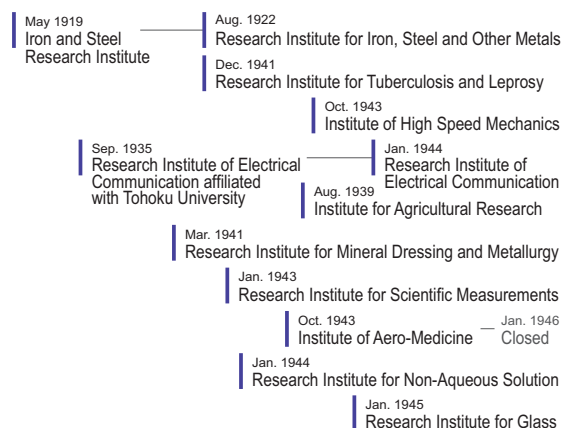 May 1919
Iron and Steel
Research Institute
Aug. 1922
Research Institute for Iron, Steel and Other Metals
Dec. 1941
Research Institute for Tuberculosis and Leprosy
Oct. 1943
Institute of High Speed Mechanics
Sep. 1935
Research Institute of Electrical
Communication affiliated
with Tohoku University
Jan. 1944
Research Institute of
Electrical Communication
Aug. 1939
Institute for Agricultural Research
Mar. 1941
Research Institute for Mineral Dressing and Metallurgy
Jan. 1943
Research Institute for Scientific Measurements
Oct. 1943
Institute of Aero-Medicine
Jan. 1946
Closed
Jan. 1944
Research Institute for Non-Aqueous Solution
Jan. 1945
Research Institute for Glass